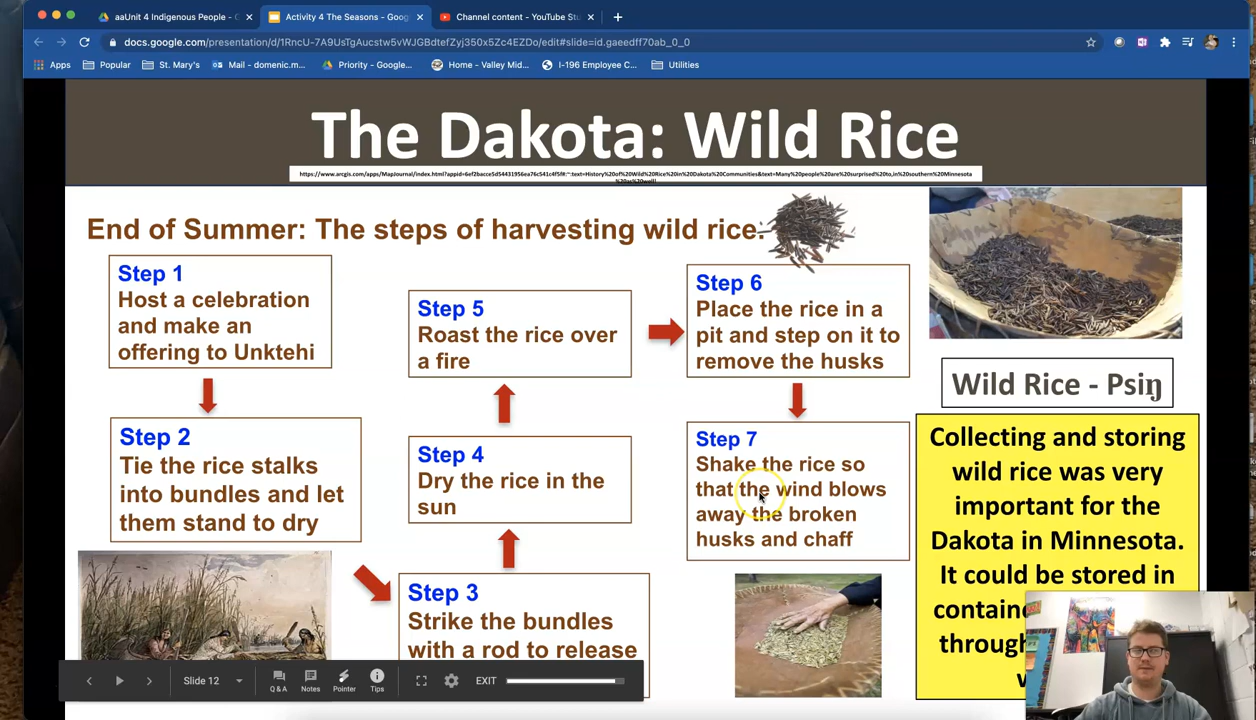 aaUnit 4 Indigenous People - G
Activity 4 The Seasons - Goog
Channel content - YouTube Stu
docs.google.com/presentation/d/1RncU-7A9UsTgAucstw5vWJGBdtefZyj350x5Zc4EZDo/edit#slide=id.gaeedff70ab_0_0
Apps
Popular
St. Mary's
Mail - domenic.m...
Priority - Google...
Home - Valley Mid...
I-196 Employee C...
Utilities
The Dakota: Wild Rice
https://www.arcgis.com/apps/MapJournal/index.html?appid=6ef2bacce5d54431956ea76c541c4f5f#:~:text=History%20of%20Wild%20Rice%20in%20Dakota%20Communities&text=Many%20people%20are%20surprised%20to,in%20southern%20Minnesota
%20as%20well!
End of Summer: The steps of harvesting wild rice.
Step 1
Host a celebration
and make an
offering to Unktehi
Step 2
Tie the rice stalks
into bundles and let
them stand to dry
Step 3
Strike the bundles
with a rod to release
Step 4
Dry the rice in the
sun
Step 5
Roast the rice over
a fire
Step 6
Place the rice in a
pit and step on it to
remove the husks
Step 7
Shake the rice so
that the wind blows
away the broken
husks and chaff
Wild Rice - Psiŋ
Collecting and storing
wild rice was very
important for the
Dakota in Minnesota.
It could be stored in
contain
through
Slide 12
Q & A
Notes
Pointer
Tips
EXIT